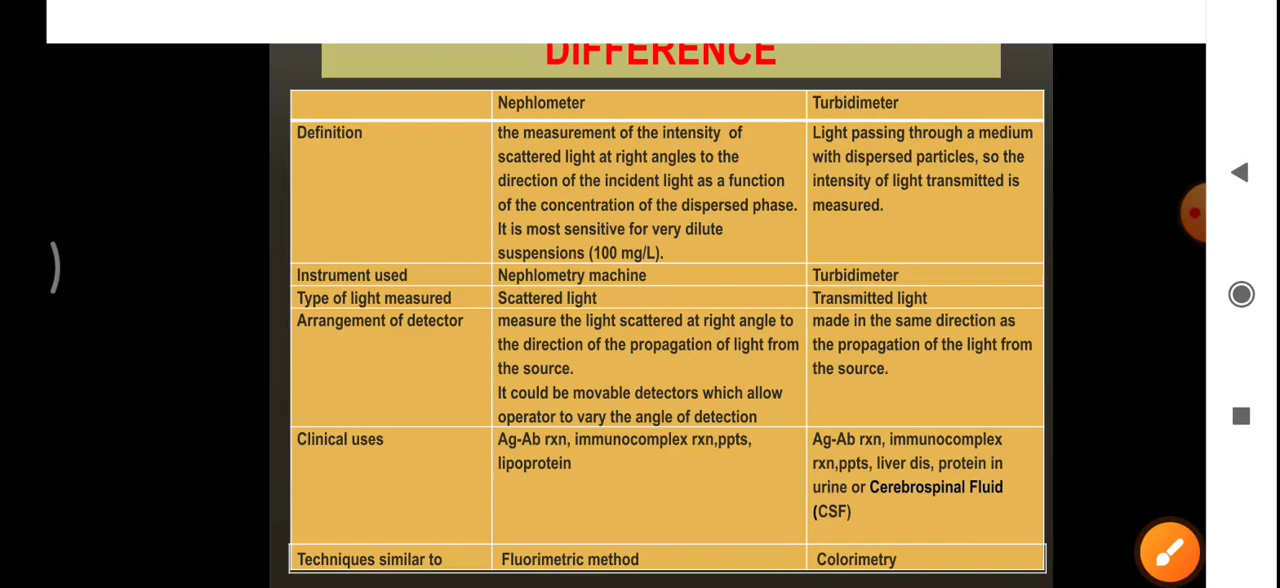 DIFFERENCE
Nephlometer
Turbidimeter
Definition
the measurement of the intensity of
scattered light at right angles to the
direction of the incident light as a function
of the concentration of the dispersed phase.
It is most sensitive for very dilute
suspensions (100 mg/L).
Light passing through a medium
with dispersed particles, so the
intensity of light transmitted is
measured.
Instrument used
Nephlometry machine
Turbidimeter
Type of light measured
Scattered light
Transmitted light
Arrangement of detector
measure the light scattered at right angle to
the direction of the propagation of light from
the source.
It could be movable detectors which allow
operator to vary the angle of detection
made in the same direction as
the propagation of the light from
the source.
Clinical uses
Ag-Ab rxn, immunocomplex rxn,ppts,
lipoprotein
Ag-Ab rxn, immunocomplex
rxn,ppts, liver dis, protein in
urine or Cerebrospinal Fluid
(CSF)
Techniques similar to
Fluorimetric method
Colorimetry